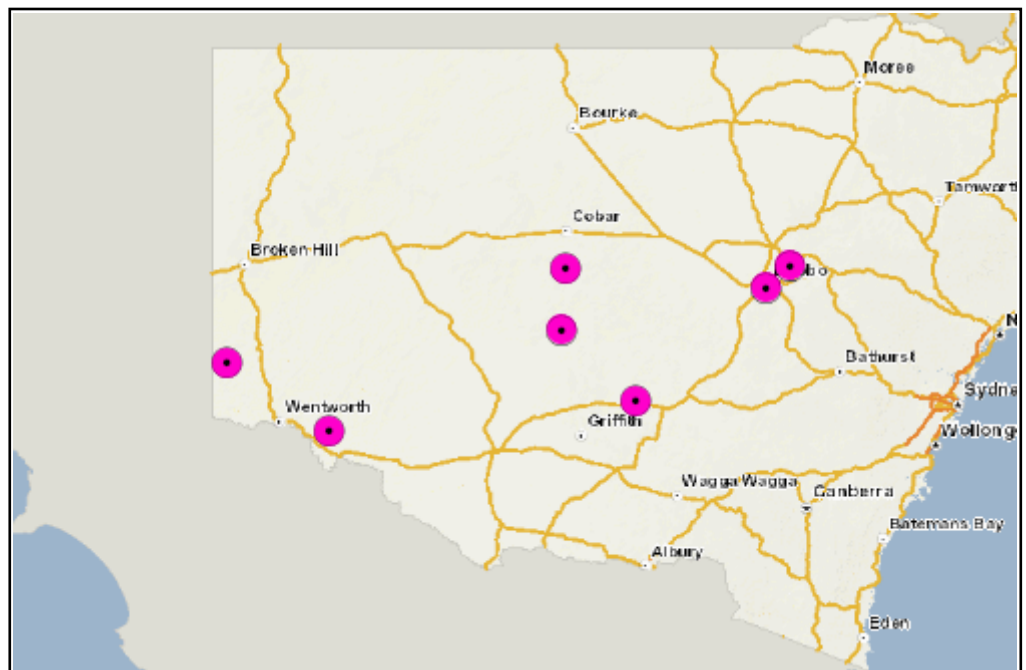 Moree
Bourke
Tamwort
Cobar
Broken Hill
bo
N
Bathurst
Sydne
Wentworth
Griffith
Wollong
Wagga Wagga
Canberra
Batemans Bay
Albury
Eden